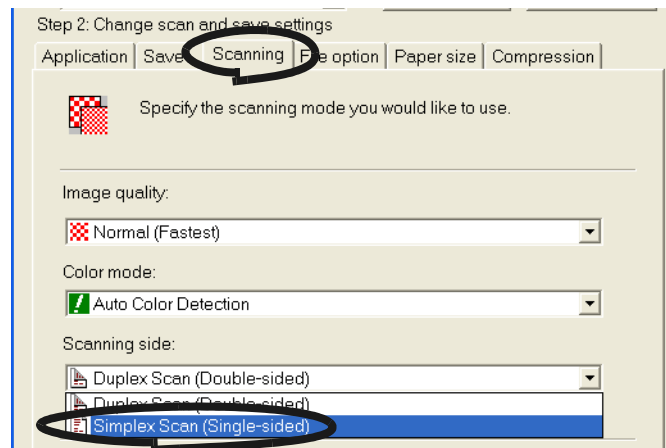 Step 2: Change scan and save settings
Application Save Scanning File option Paper size Compression
Specify the scanning mode you would like to use.
Image quality:
Normal (Fastest)
Color mode:
Auto Color Detection
Scanning side:
Duplex Scan (Double-sided)
Duplex Scan (Double-sided)
Simplex Scan (Single-sided)